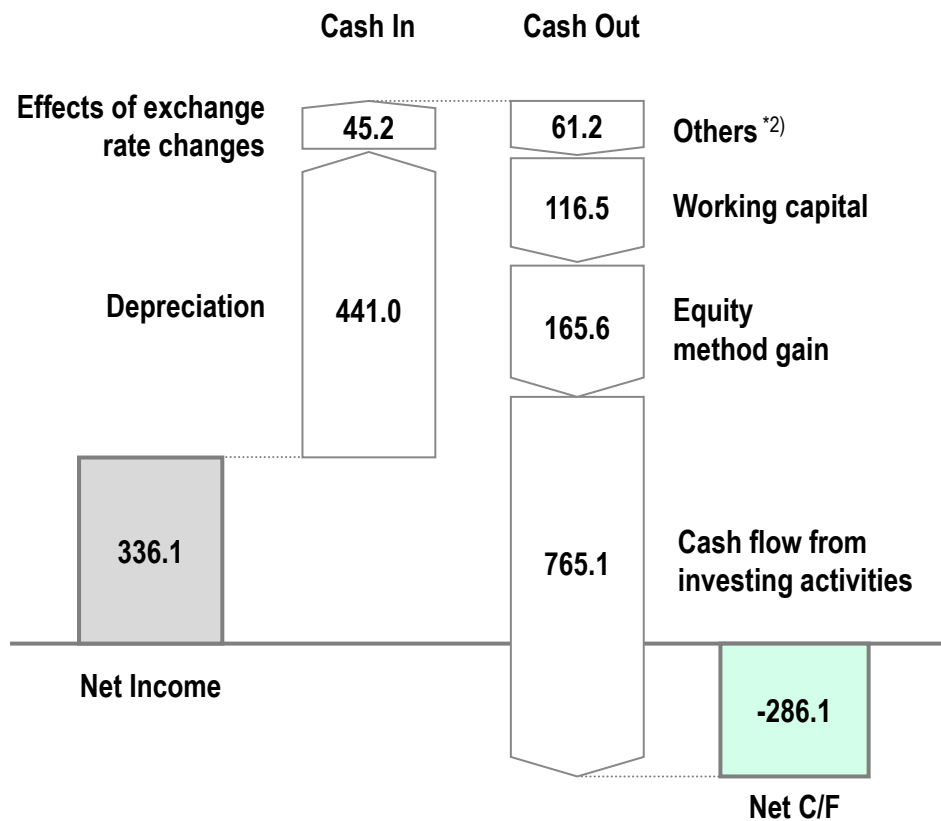 Cash In
Cash Out
Effects of exchange
rate changes
45.2
61.2
Others *2)
116.5
Working capital
Depreciation
441.0
165.6
Equity
method gain
336.1
765.1
Cash flow from
investing activities
Net Income
-286.1
Net C/F